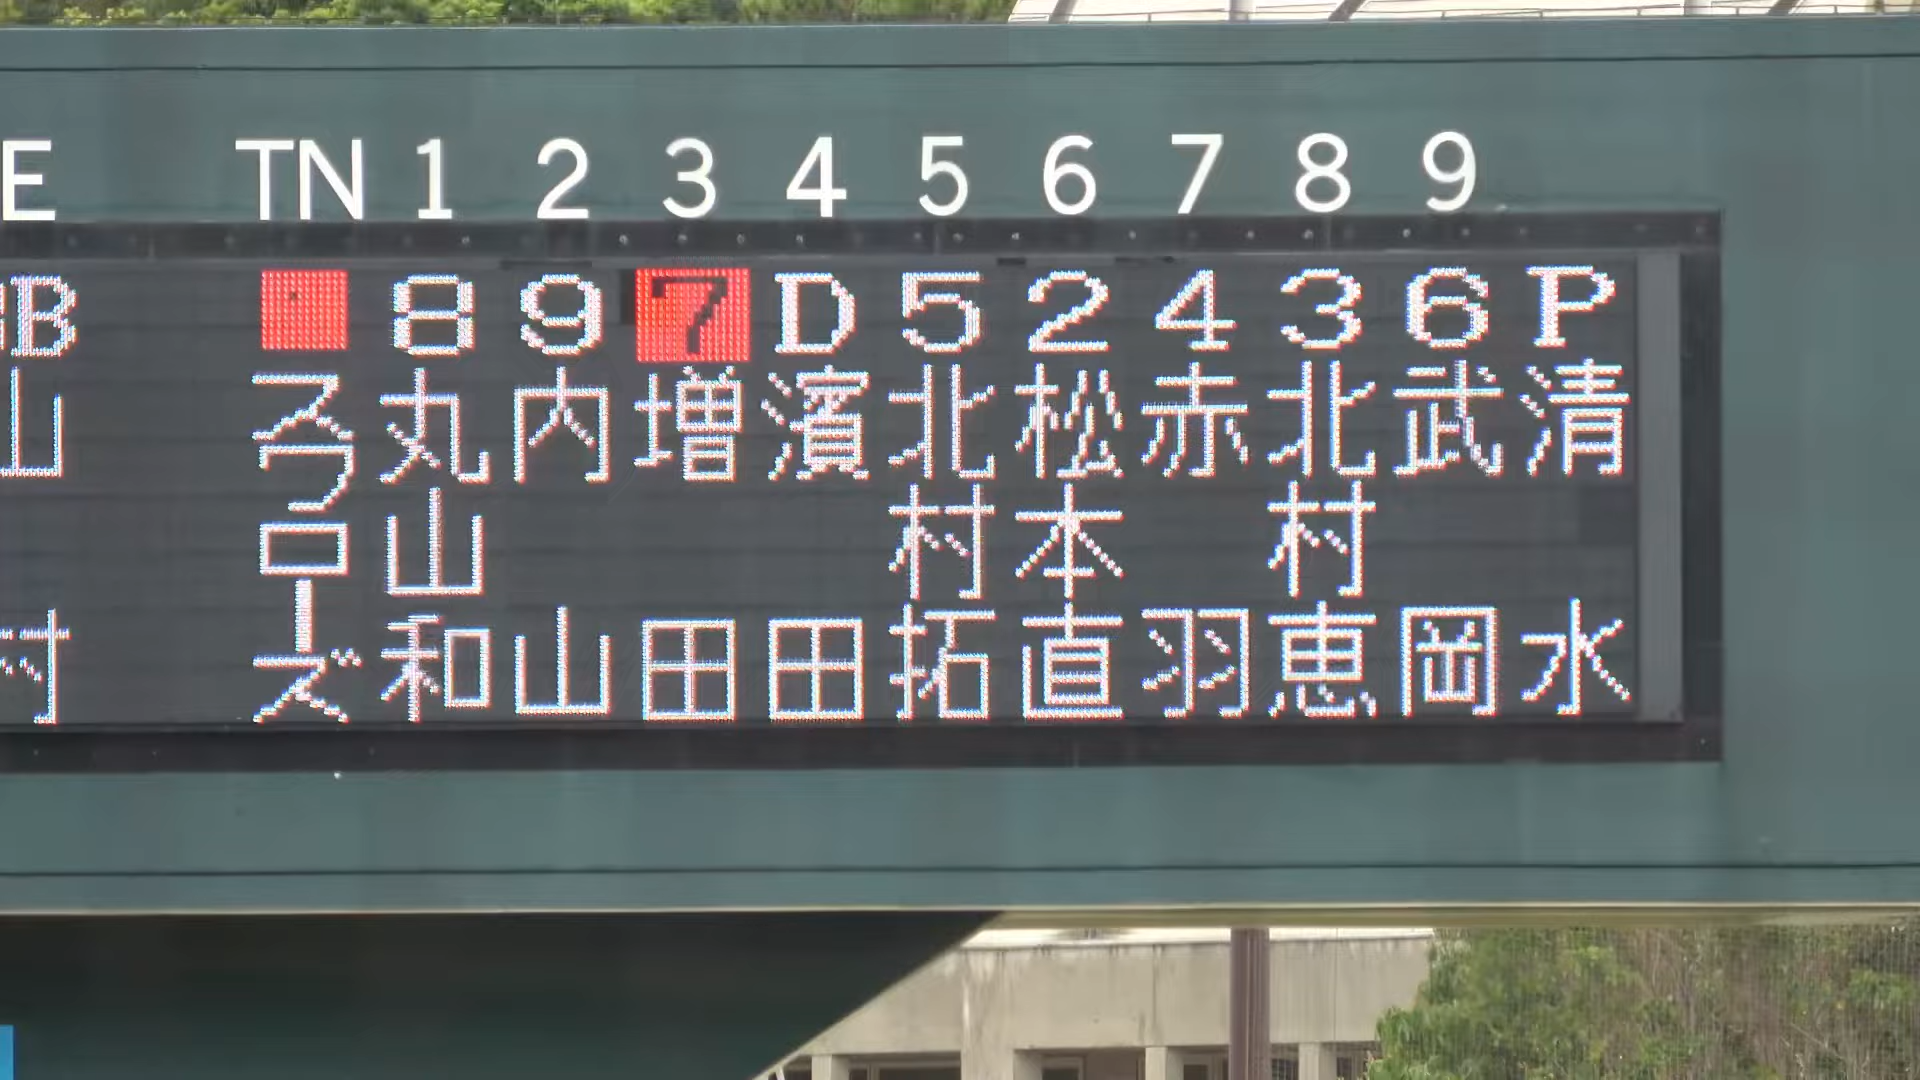 E TN 1 2 3 4 5 6 7 8 9
B 8 9 7 D 5 2 4 3 6 P
山
村
スワローズ
丸山和
内山
増田
濱田
北村拓
松本直
赤羽
北村恵
武岡
清水